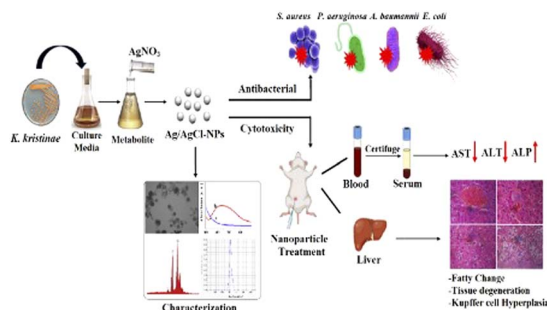 S. aureus P. aeruginosa A. baumannii E. coli
AgNO3
Antibacterial
Cytotoxicity
K. kristinae
Culture
Media
Metabolite
Ag/AgCl-NPs
Certifuge
Blood
Serum
AST ALT ALP
Nanoparticle
Treatment
Liver
Characterization
-Fatty Change
-Tissue degeneration
-Kupffer cell Hyperplasia